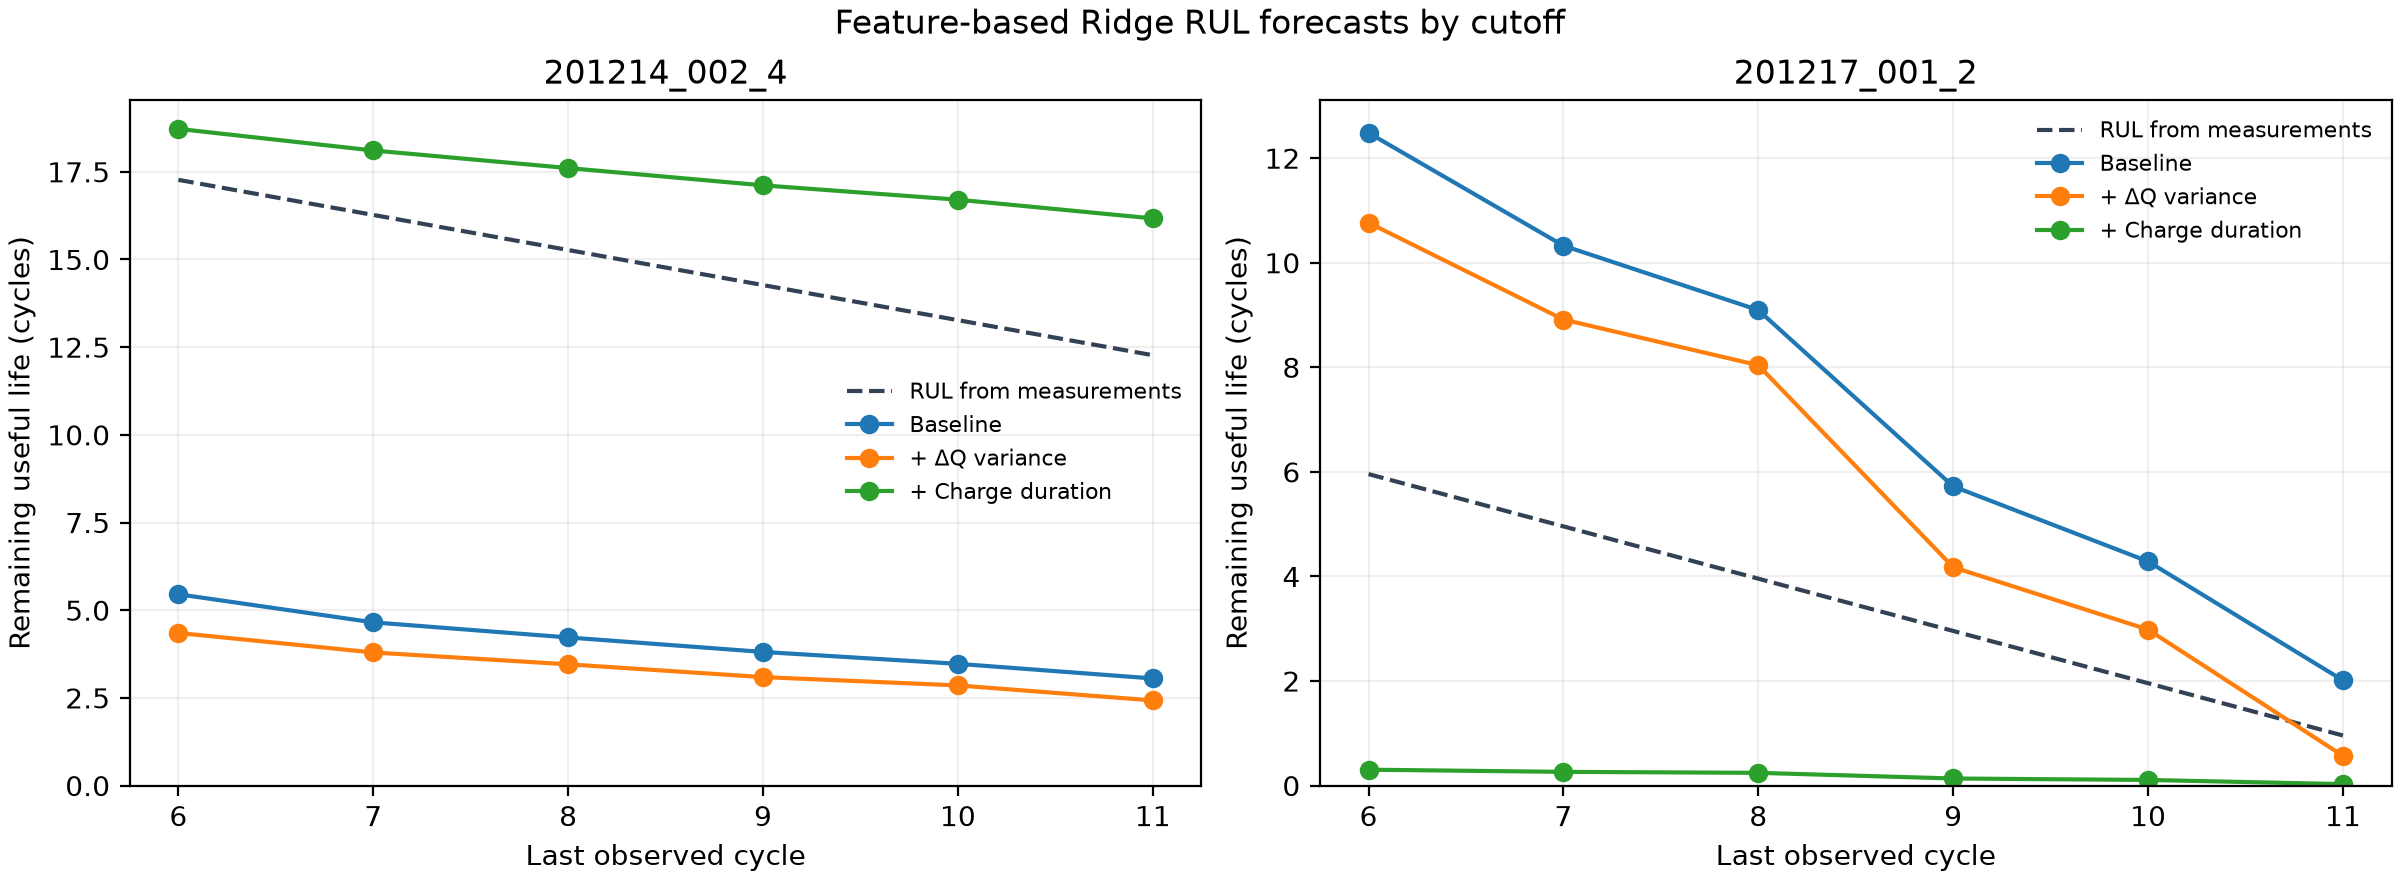 Feature-based Ridge RUL forecasts by cutoff
201214_002_4
Remaining useful life (cycles)
17.5
15.0
12.5
10.0
7.5
5.0
2.5
0.0
RUL from measurements
Baseline
+ ΔQ variance
+ Charge duration
6 7 8 9 10 11
Last observed cycle
201217_001_2
Remaining useful life (cycles)
12
10
8
6
4
2
0
RUL from measurements
Baseline
+ ΔQ variance
+ Charge duration
6 7 8 9 10 11
Last observed cycle